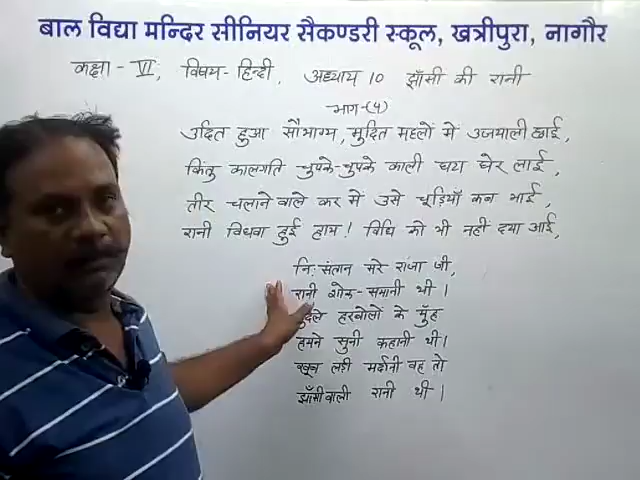 बाल विद्या मन्दिर सीनियर सैकण्डरी स्कूल, खत्रीपुरा, नागौर
कक्षा - VI, विषय - हिन्दी, अध्याय 10 झाँसी की रानी
भाग-(4)
उदित हुआ सौभाग्य, मुदित महलों में उजयाली छाई,
किंतु कालगति चुपके-चुपके काली घटा घेर लाई,
तीर चलाने वाले कर में उसे चूड़ियाँ कब भाई,
रानी विधवा हुई हाय! विधि को भी नहीं दया आई,
नि:संतान मरे राजा जी,
रानी शोक-समानी थी।
बुंदेले हरबोलों के मुँह
हमने सुनी कहानी थी।
खूब लड़ी मर्दानी वह तो
झाँसीवाली रानी थी।